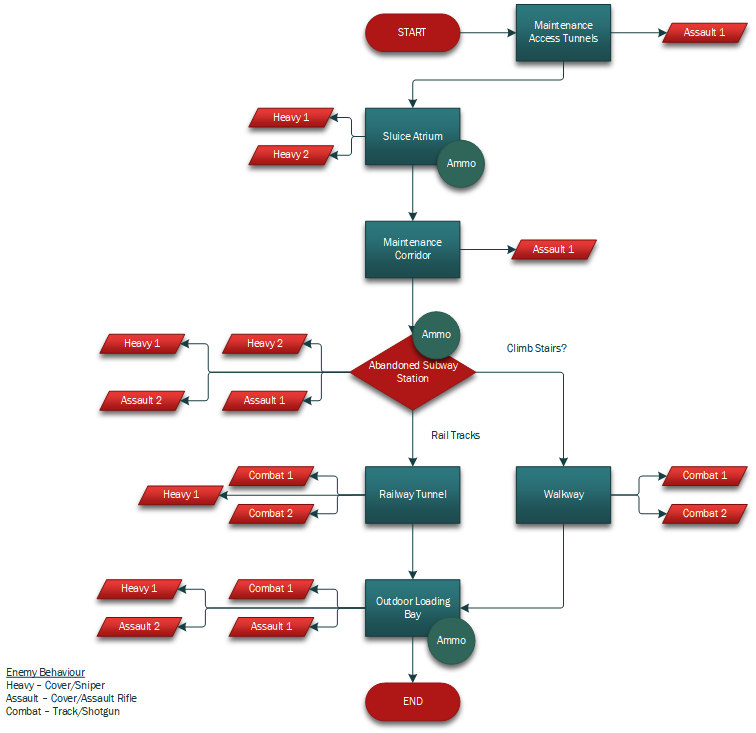 START
Maintenance
Access Tunnels
Assault 1
Heavy 1
Heavy 2
Sluice Atrium
Ammo
Maintenance
Corridor
Assault 1
Ammo
Heavy 1
Heavy 2
Climb Stairs?
Abandoned Subway
Station
Assault 2
Assault 1
Rail Tracks
Combat 1
Heavy 1
Combat 2
Railway Tunnel
Walkway
Combat 1
Combat 2
Heavy 1
Combat 1
Assault 2
Assault 1
Outdoor Loading
Bay
Ammo
Enemy Behaviour
Heavy – Cover/Sniper
Assault – Cover/Assault Rifle
Combat – Track/Shotgun
END